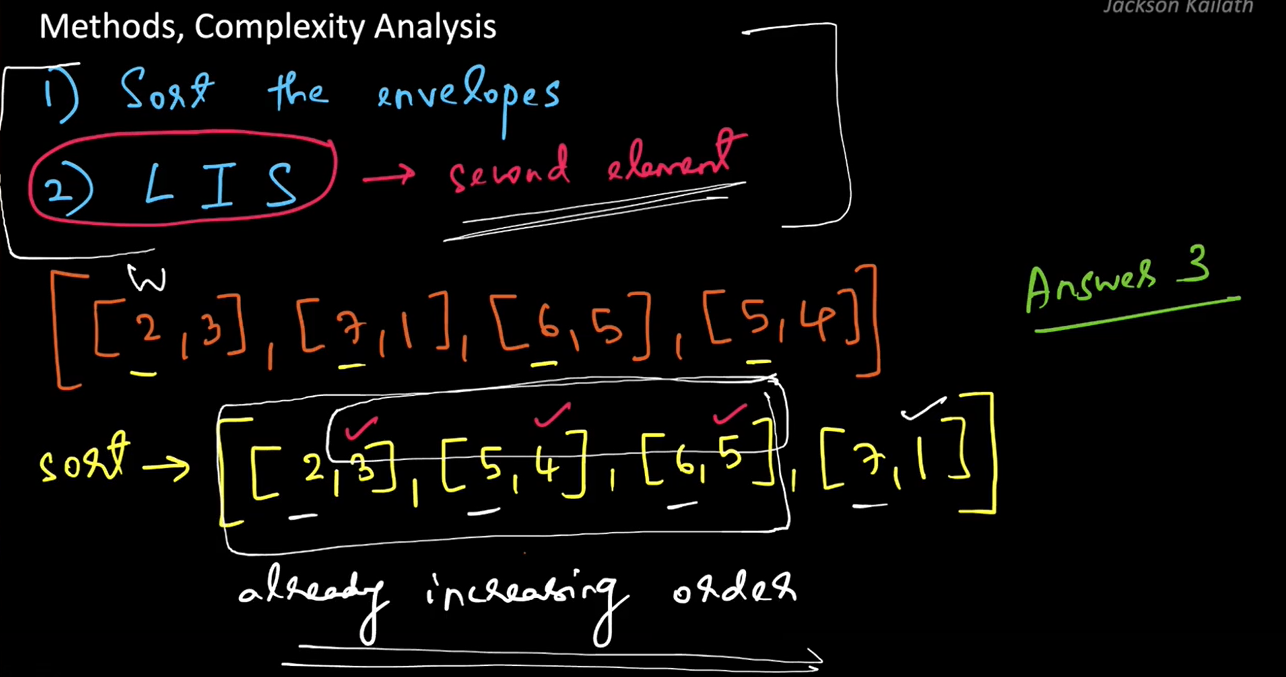 Jackson Kailath
Methods, Complexity Analysis
1) Sort the envelopes
2) L I S → second element
W
[[2,3], [7,1], [6,5], [5,4]]
Answer 3
sort → [[2,3], [5,4], [6,5], [7,1]]
already increasing order